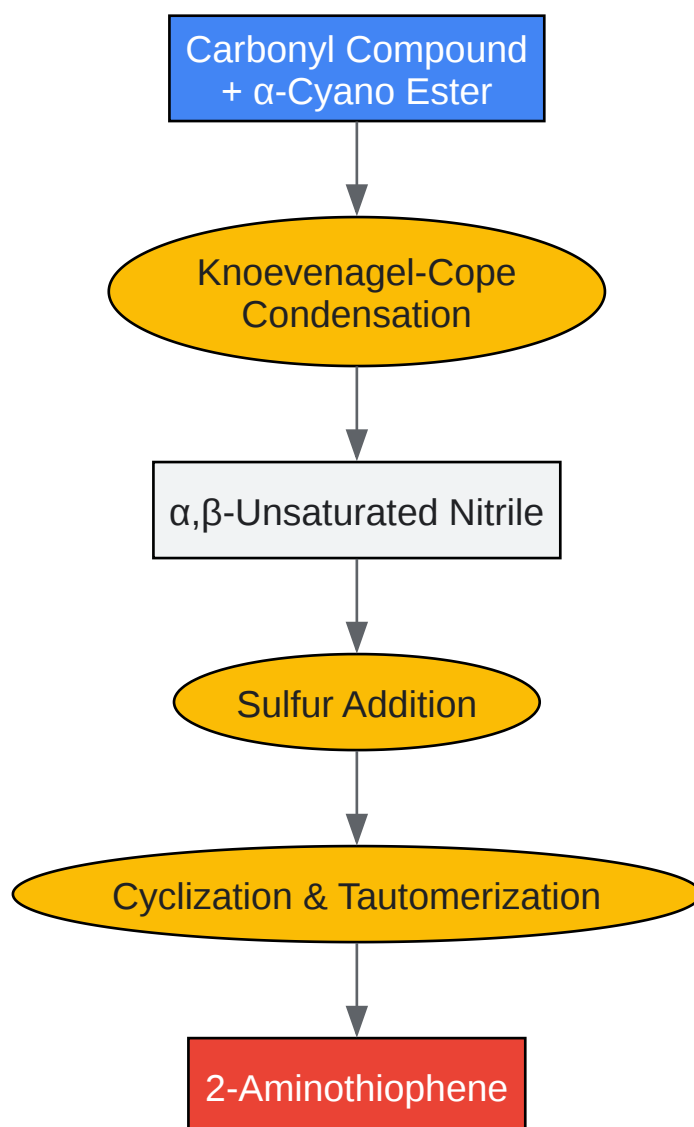 Carbonyl Compound
+ α-Cyano Ester
Knoevenagel-Cope
Condensation
α,β-Unsaturated Nitrile
Sulfur Addition
Cyclization & Tautomerization
2-Aminothiophene